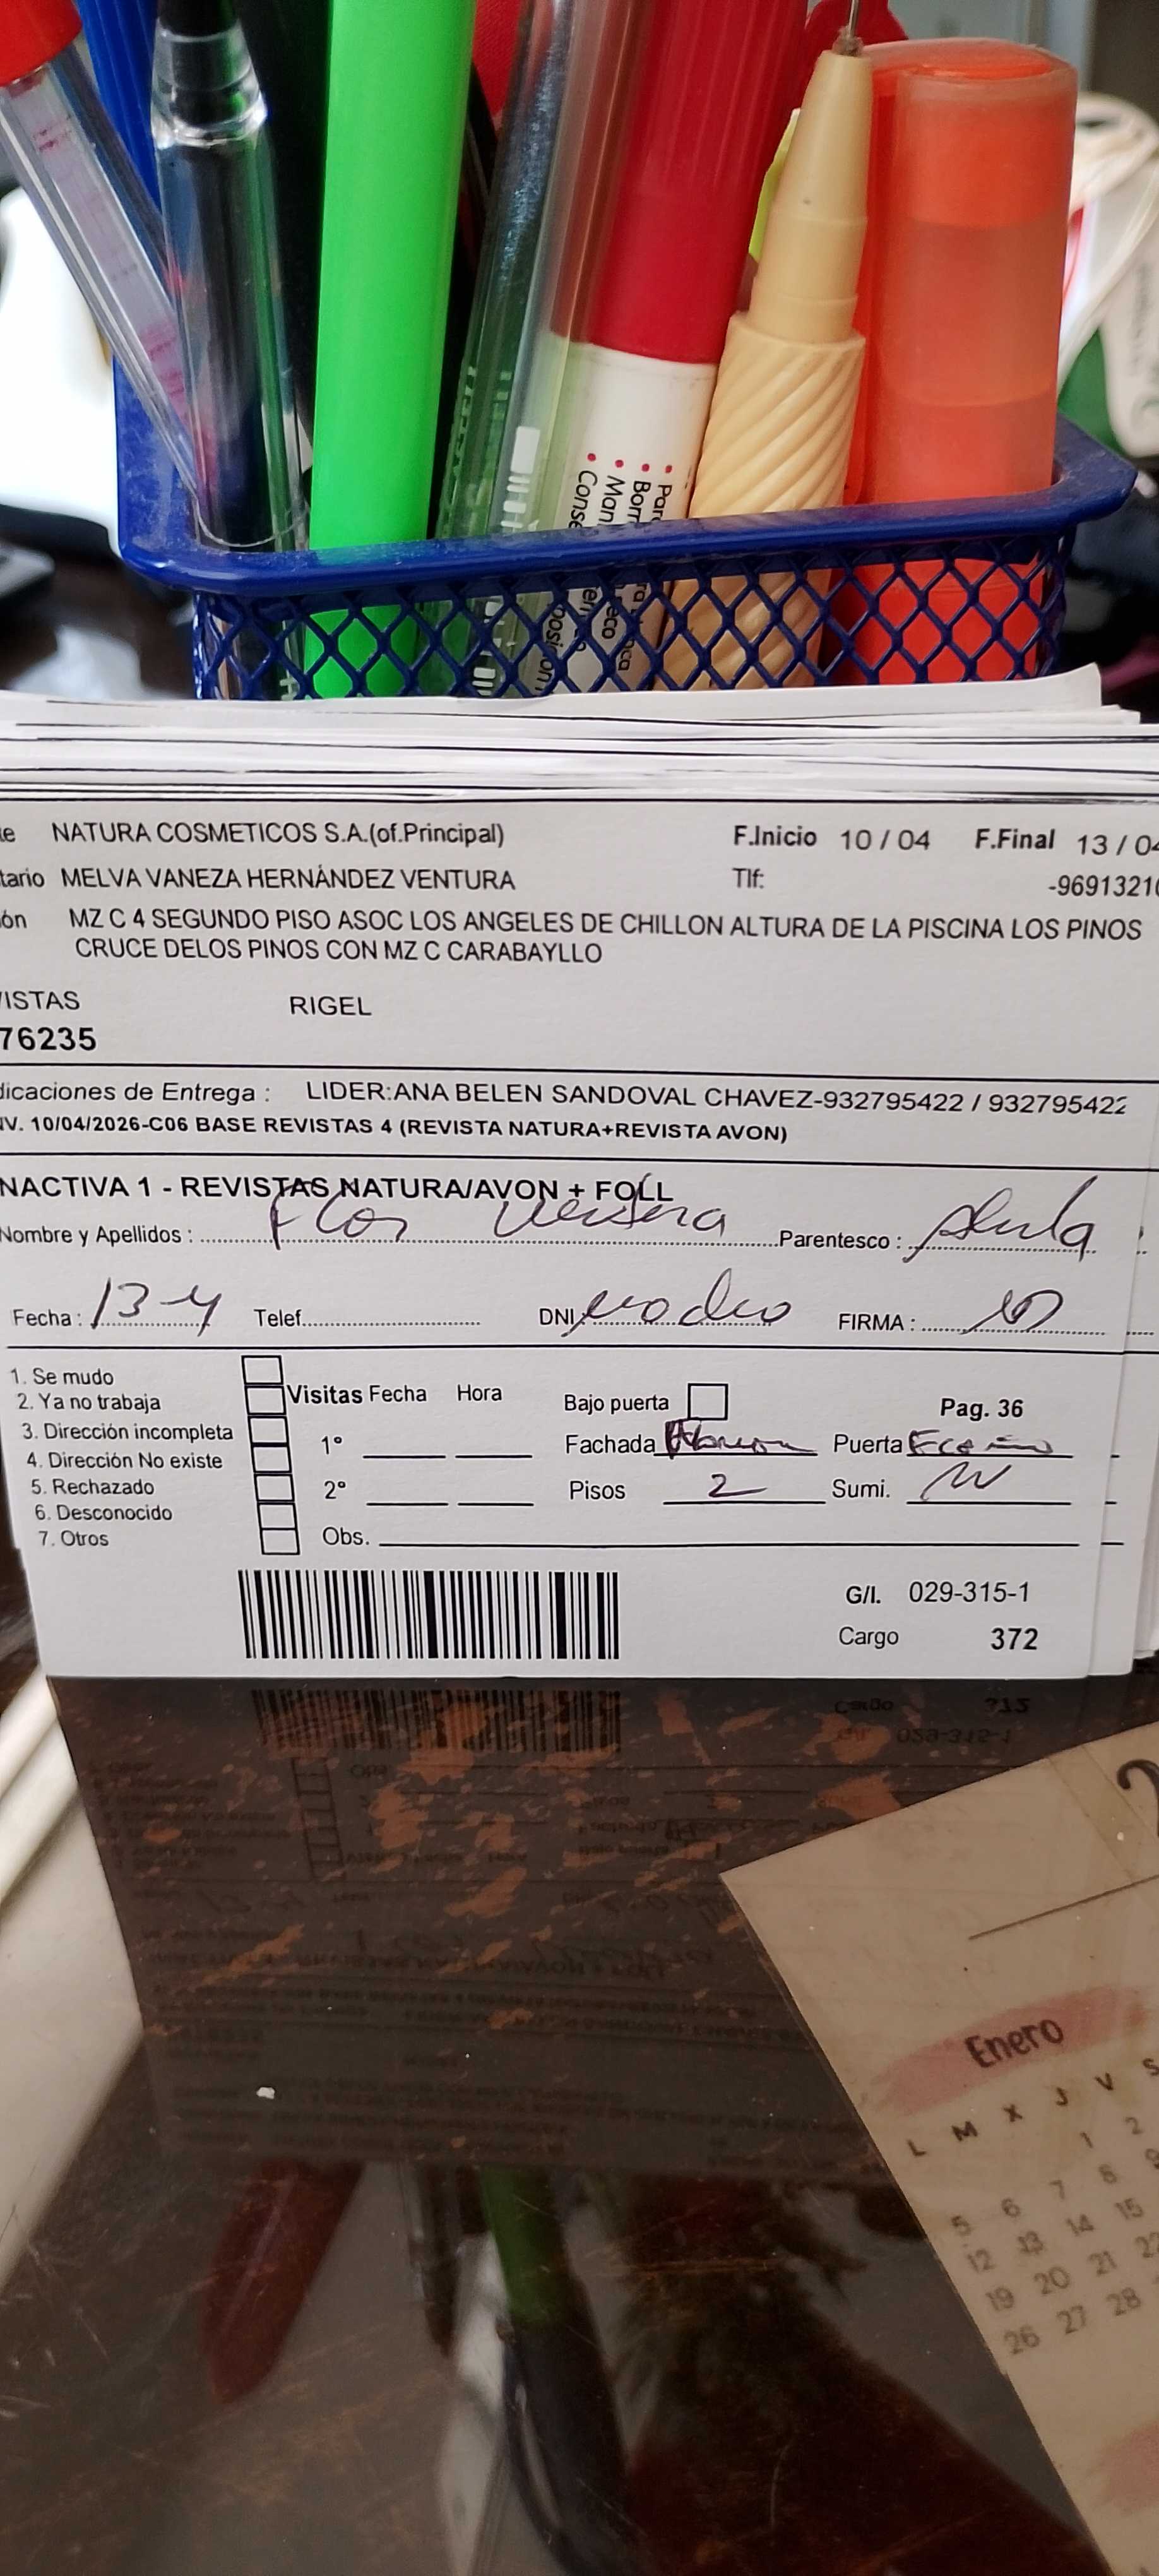 te NATURA COSMETICOS S.A.(of.Principal) F.Inicio 10 / 04 F.Final 13 / 04
tario MELVA VANEZA HERNÁNDEZ VENTURA Tlf: -96913210
ón MZ C 4 SEGUNDO PISO ASOC LOS ANGELES DE CHILLON ALTURA DE LA PISCINA LOS PINOS
CRUCE DELOS PINOS CON MZ C CARABAYLLO
VISTAS RIGEL
76235
dicaciones de Entrega : LIDER:ANA BELEN SANDOVAL CHAVEZ-932795422 / 932795422
NV. 10/04/2026-C06 BASE REVISTAS 4 (REVISTA NATURA+REVISTA AVON)
NACTIVA 1 - REVISTAS NATURA/AVON + FOLL
Nombre y Apellidos : Flor Parentesco :
Fecha : 13-4 Telef. DNI: FIRMA :
1. Se mudo
2. Ya no trabaja
3. Dirección incompleta
4. Dirección No existe
5. Rechazado
6. Desconocido
7. Otros
Visitas Fecha Hora
1°
2°
Obs.
Bajo puerta Pag. 36
Fachada Puerta
Pisos 2 Sumi.
G/I. 029-315-1
Cargo 372
Enero
L M X J V S
1 2
5 6 7 8 9
12 13 14 15
19 20 21 22
26 27 28